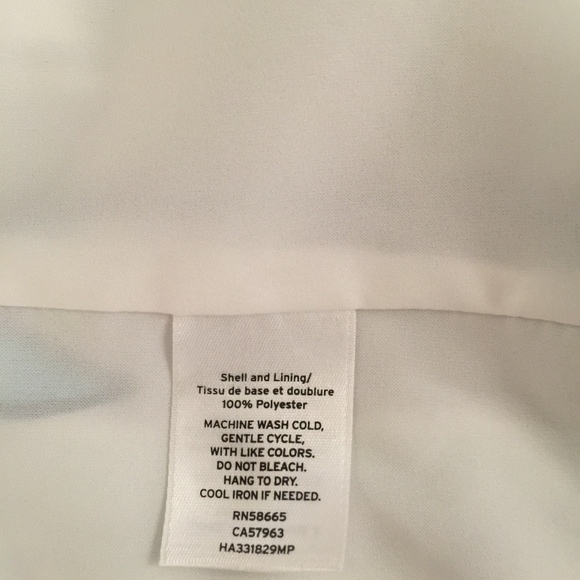 Shell and Lining/
Tissu de base et doublure
100% Polyester
MACHINE WASH COLD,
GENTLE CYCLE,
WITH LIKE COLORS.
DO NOT BLEACH.
HANG TO DRY.
COOL IRON IF NEEDED.
RN58665
CA57963
HA331829MP